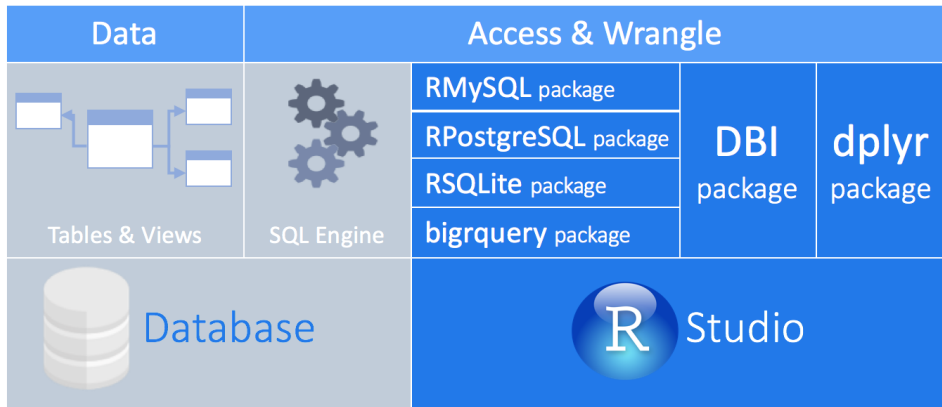 Data
Access & Wrangle
Tables & Views
SQL Engine
RMySQL package
RPostgreSQL package
RSQLite package
bigrquery package
DBI
package
dplyr
package
Database
R Studio